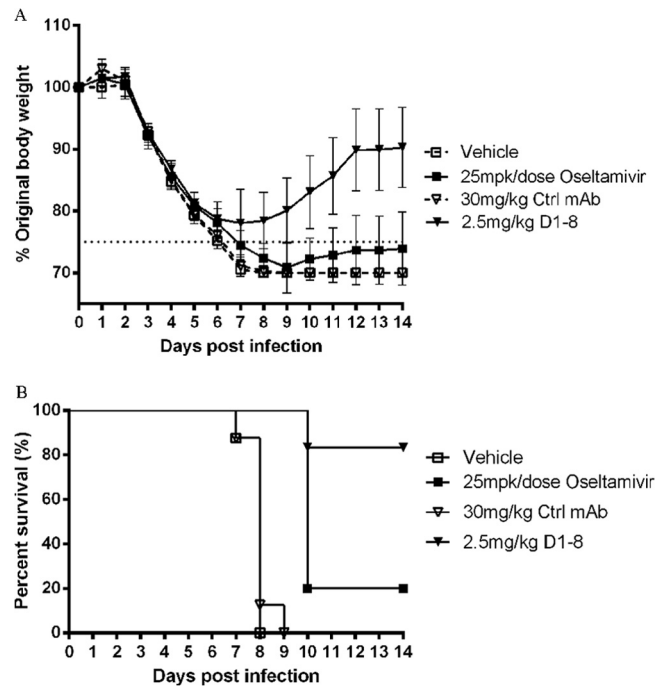 A
% Original body weight
110
100
90
80
70
0 1 2 3 4 5 6 7 8 9 10 11 12 13 14
Days post infection
Vehicle
25mpk/dose Oseltamivir
30mg/kg Ctrl mAb
2.5mg/kg D1-8
B
Percent survival (%)
100
80
60
40
20
0
0 1 2 3 4 5 6 7 8 9 10 11 12 13 14
Days post infection
Vehicle
25mpk/dose Oseltamivir
30mg/kg Ctrl mAb
2.5mg/kg D1-8